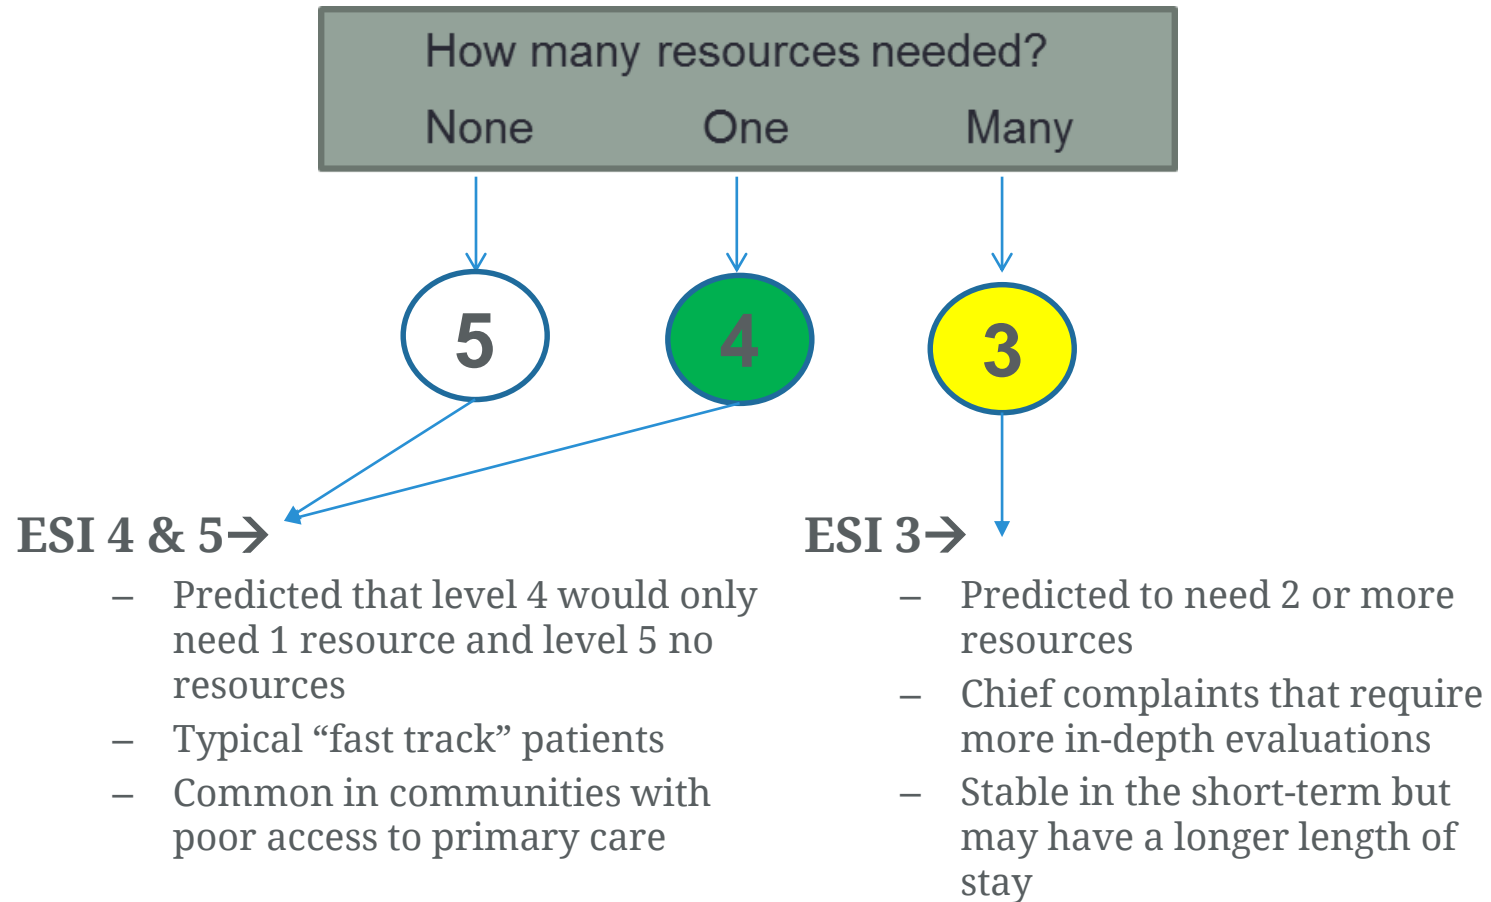 How many resources needed?
None One Many
5 4 3
ESI 4 & 5→
– Predicted that level 4 would only
need 1 resource and level 5 no
resources
– Typical “fast track” patients
– Common in communities with
poor access to primary care
ESI 3→
– Predicted to need 2 or more
resources
– Chief complaints that require
more in-depth evaluations
– Stable in the short-term but
may have a longer length of
stay